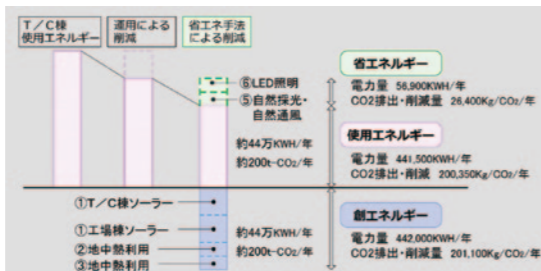 T／C棟
使用エネルギー
運用による
削減
省エネ手法
による削減
⑥LED照明
⑤自然採光・
自然通風
約44万KWH/年
約200t-CO2/年
省エネルギー
電力量 56,900KWH/年
CO2排出・削減量 26,400Kg/CO2/年
使用エネルギー
電力量 441,500KWH/年
CO2排出・削減 200,350Kg/CO2/年
①T／C棟ソーラー
①工場棟ソーラー
②地中熱利用
③地中熱利用
約44万KWH/年
約200t-CO2/年
創エネルギー
電力量 442,000KWH/年
CO2排出・削減量 201,100Kg/CO2/年